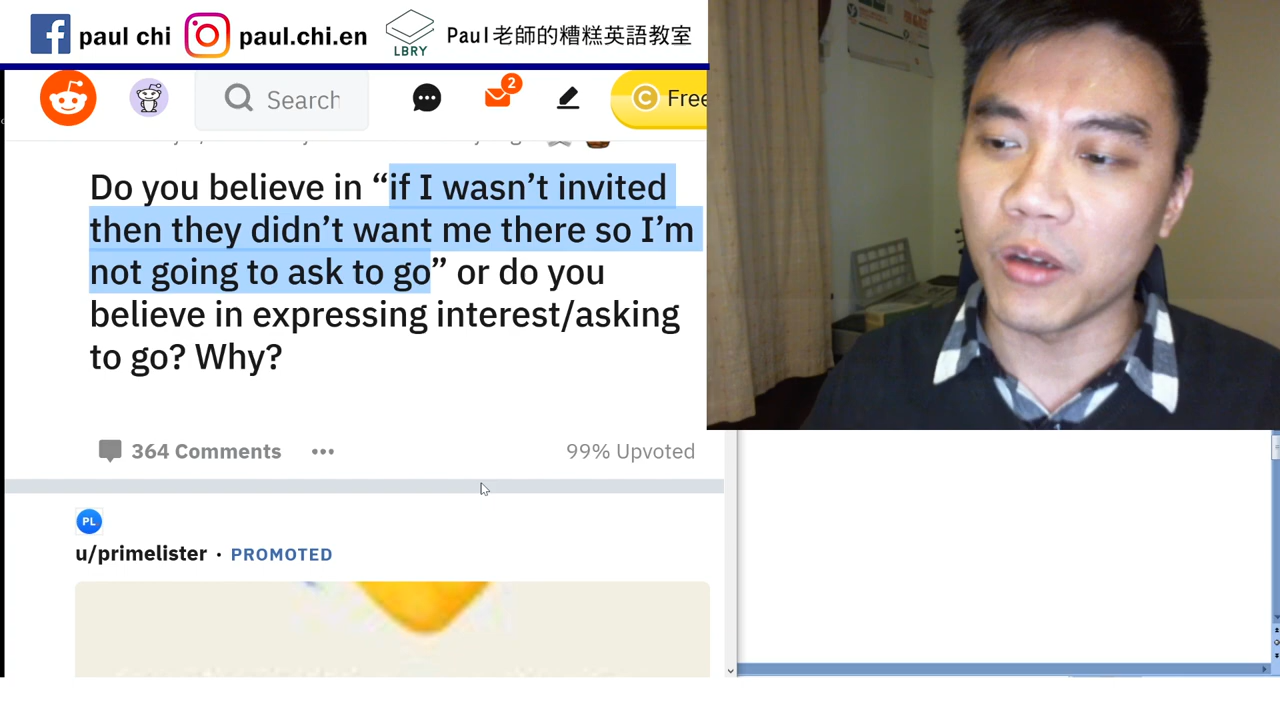 paul chi
paul.chi.en
LBRY
Paul老師的糟糕英語教室
Search
2
Free
Do you believe in “if I wasn’t invited
then they didn’t want me there so I’m
not going to ask to go” or do you
believe in expressing interest/asking
to go? Why?
364 Comments
99% Upvoted
PL
u/primelister · PROMOTED